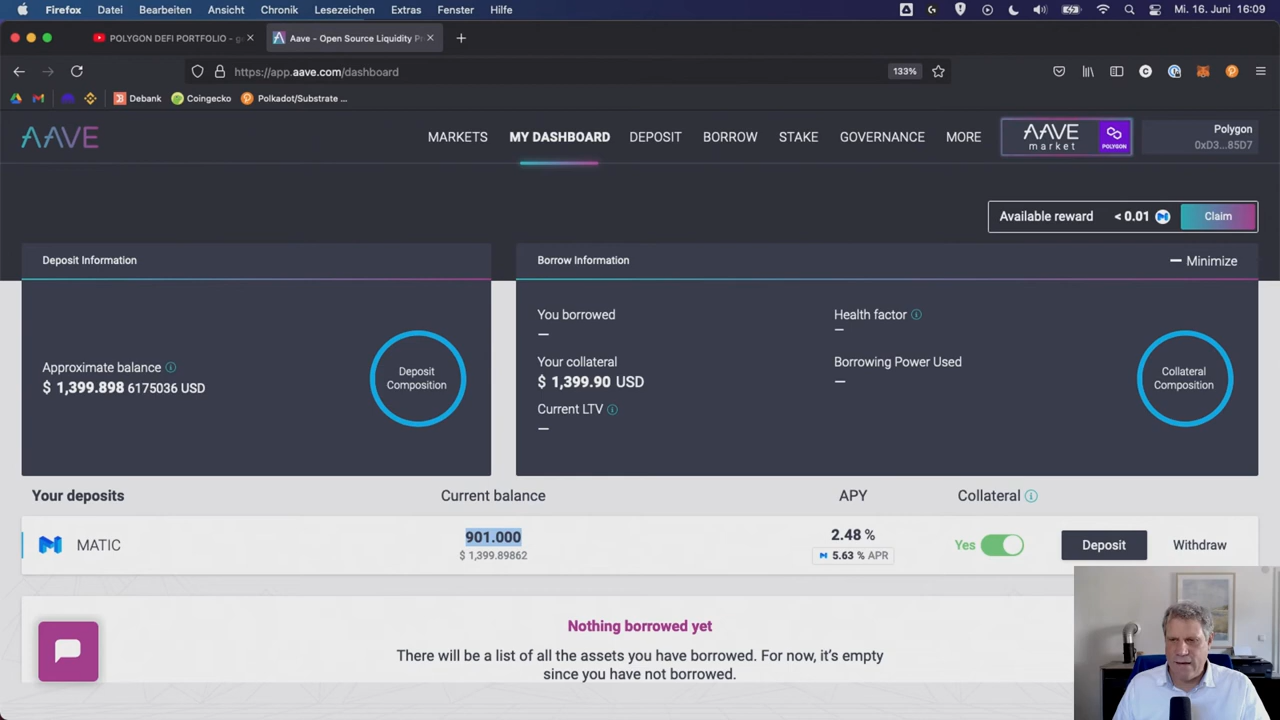 Firefox Datei Bearbeiten Ansicht Chronik Lesezeichen Extras Fenster Hilfe Mi. 16. Juni 16:09
POLYGON DEFI PORTFOLIO - Aave - Open Source Liquidity Pr
https://app.aave.com/dashboard 133%
Debank Coingecko Polkadot/Substrate ...
AAVE MARKETS MY DASHBOARD DEPOSIT BORROW STAKE GOVERNANCE MORE AAVE market POLYGON Polygon 0xD3...85D7
Available reward < 0.01 Claim
Deposit Information
Approximate balance
$ 1,399.898 6175036 USD
Deposit Composition
Borrow Information Minimize
You borrowed
—
Your collateral
$ 1,399.90 USD
Current LTV
—
Health factor
—
Borrowing Power Used
—
Collateral Composition
Your deposits Current balance APY Collateral
MATIC 901.000 2.48 % Yes Deposit Withdraw
$ 1,399.89862 5.63 % APR
Nothing borrowed yet
There will be a list of all the assets you have borrowed. For now, it's empty
since you have not borrowed.